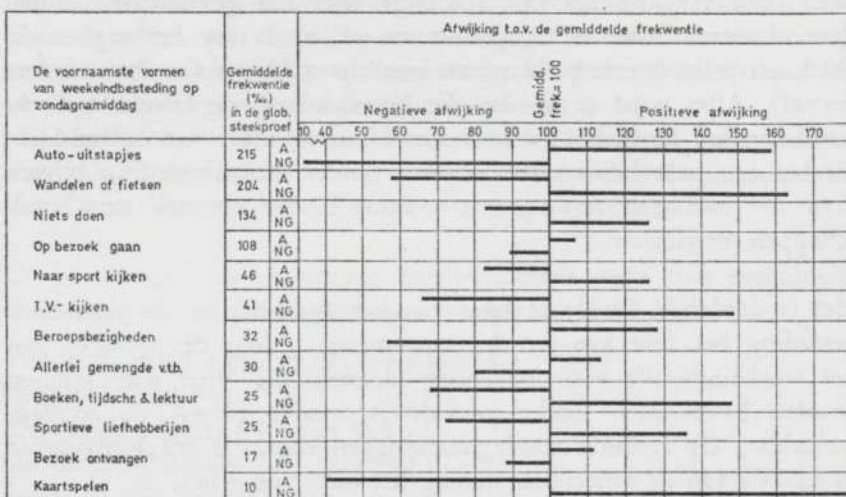 Afwijking t.o.v. de gemiddelde frekwentie
De voornaamste vormen van weekeindbesteding op zondagnamiddag
Gemiddelde frekwentie (‰) in de glob. steekproef
Negatieve afwijking
Gemidd. frek.= 100
Positieve afwijking
30 40 50 60 70 80 90 100 110 120 130 140 150 160 170
Auto-uitstapjes 215 A NG
Wandelen of fietsen 204 A NG
Niets doen 134 A NG
Op bezoek gaan 108 A NG
Naar sport kijken 46 A NG
T.V.- kijken 41 A NG
Beroepsbezigheden 32 A NG
Allerlei gemengde v.t.b. 30 A NG
Boeken, tijdschr. & lektuur 25 A NG
Sportieve liefhebberijen 25 A NG
Bezoek ontvangen 17 A NG
Kaartspelen 10 A NG